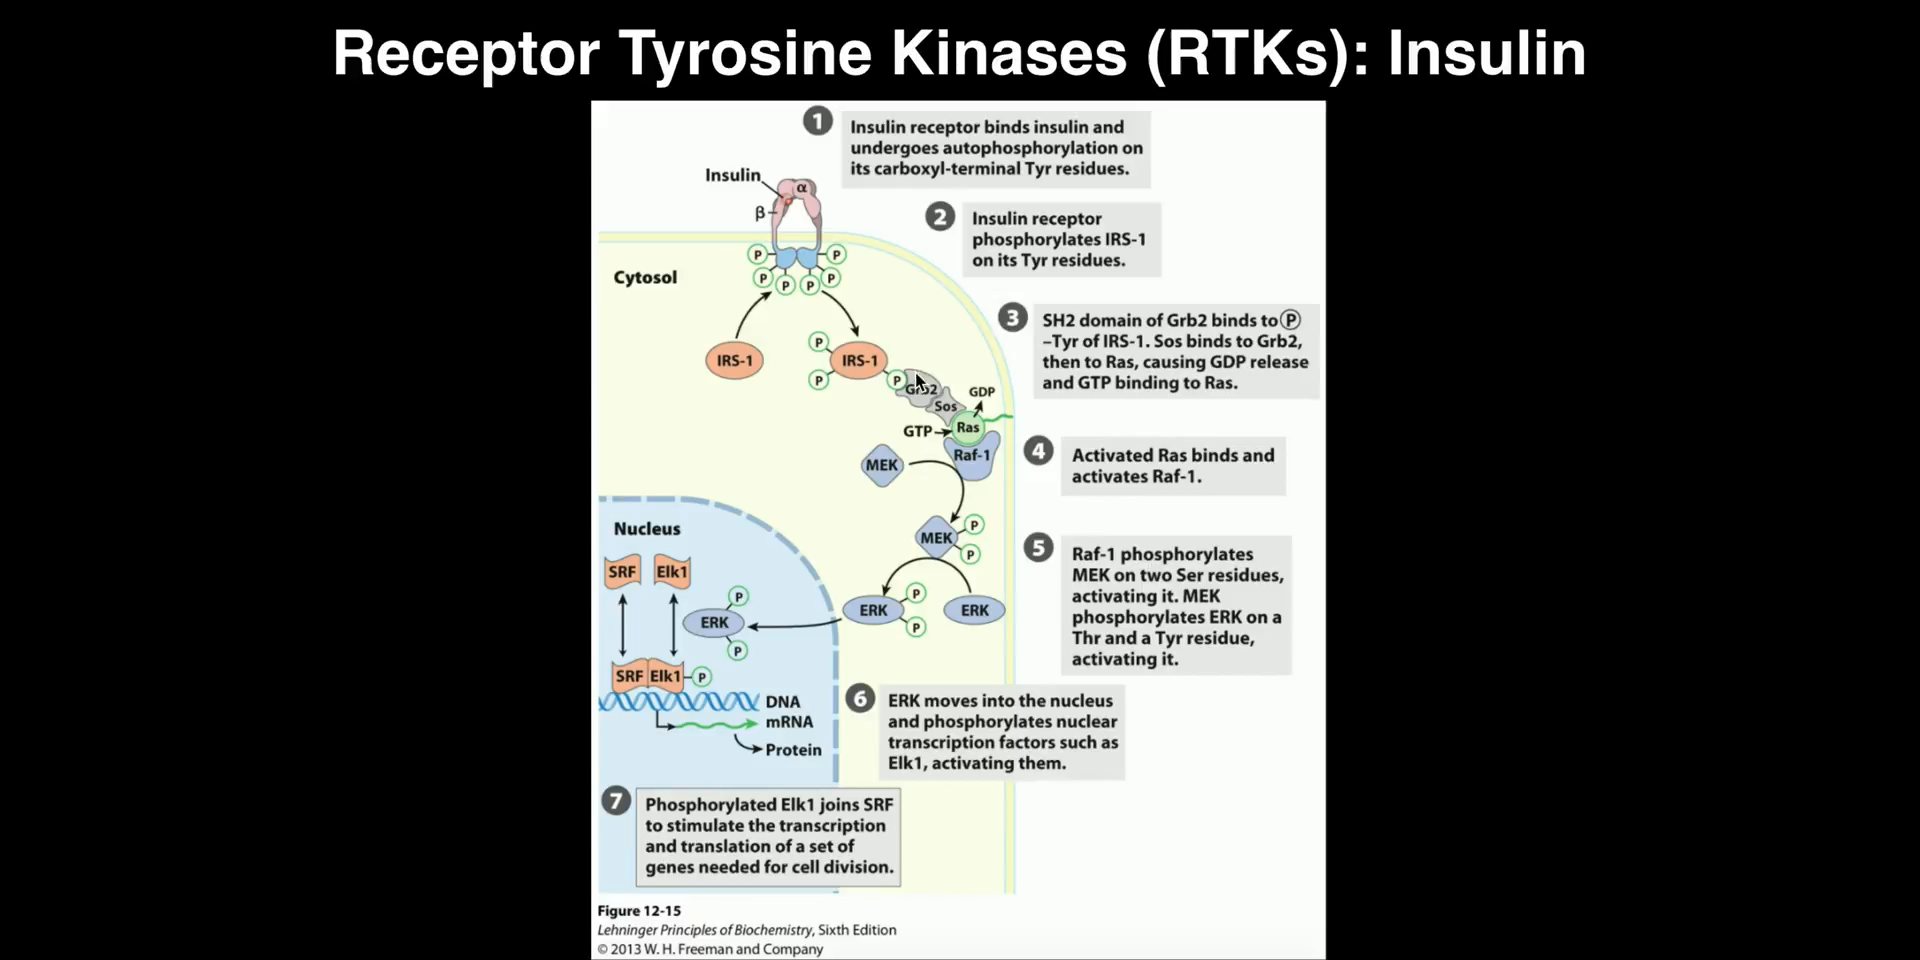 Receptor Tyrosine Kinases (RTKs): Insulin
1
Insulin receptor binds insulin and
undergoes autophosphorylation on
its carboxyl-terminal Tyr residues.
Insulin
α
β
2
Insulin receptor
phosphorylates IRS-1
on its Tyr residues.
P P
P P P P
Cytosol
3
SH2 domain of Grb2 binds to P
–Tyr of IRS-1. Sos binds to Grb2,
then to Ras, causing GDP release
and GTP binding to Ras.
IRS-1
P
IRS-1
P P
Grb2
Sos
GDP
GTP
Ras
Raf-1
MEK
4
Activated Ras binds and
activates Raf-1.
MEK
P
P
5
Raf-1 phosphorylates
MEK on two Ser residues,
activating it. MEK
phosphorylates ERK on a
Thr and a Tyr residue,
activating it.
Nucleus
SRF Elk1
ERK
P
P
ERK
P
P
ERK
SRF Elk1 P
DNA
mRNA
Protein
6
ERK moves into the nucleus
and phosphorylates nuclear
transcription factors such as
Elk1, activating them.
7
Phosphorylated Elk1 joins SRF
to stimulate the transcription
and translation of a set of
genes needed for cell division.
Figure 12-15
Lehninger Principles of Biochemistry, Sixth Edition
© 2013 W. H. Freeman and Company